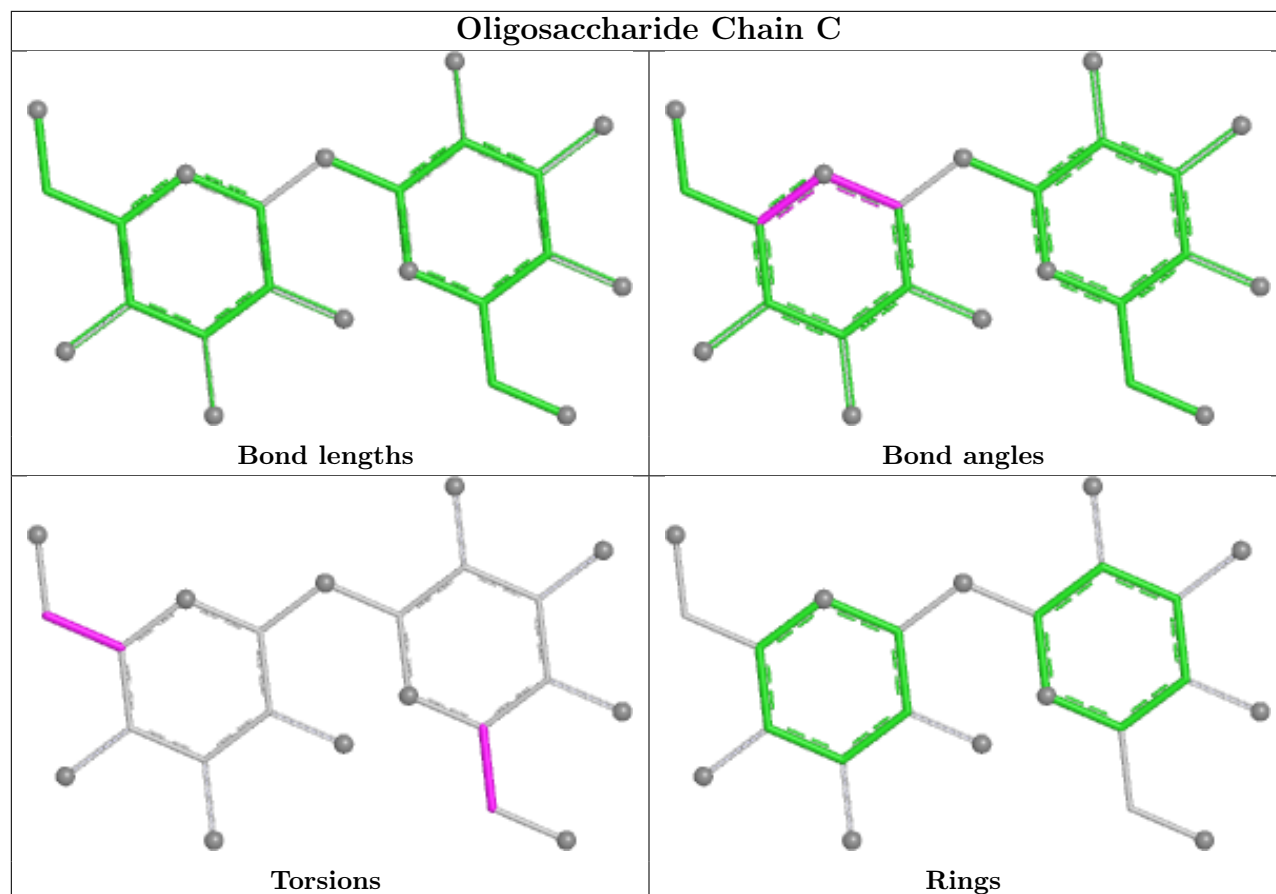 Oligosaccharide Chain C
Bond lengths
Bond angles
Torsions
Rings